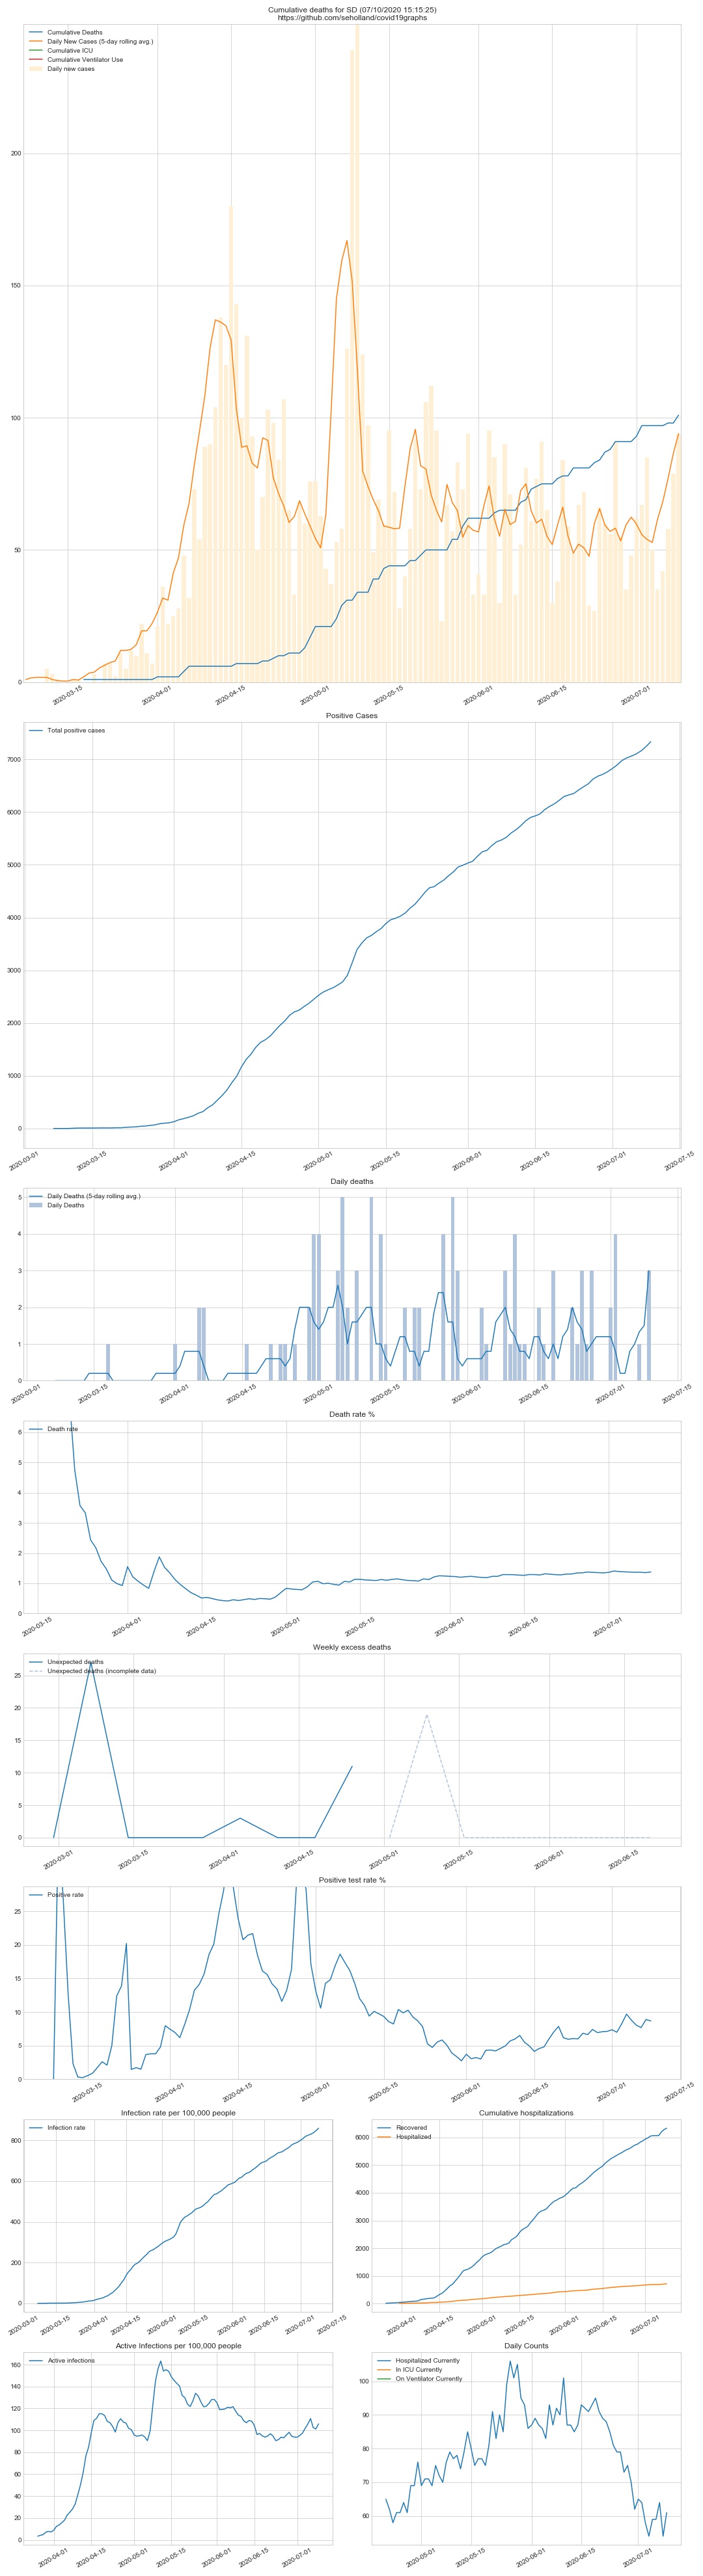 Cumulative deaths for SD (07/10/2020 15:15:25)
https://github.com/seholland/covid19graphs
Cumulative Deaths
Daily New Cases (5-day rolling avg.)
Cumulative ICU
Cumulative Ventilator Use
Daily new cases
200
150
100
50
0
2020-03-15 2020-04-01 2020-04-15 2020-05-01 2020-05-15 2020-06-01 2020-06-15 2020-07-01
Positive Cases
Total positive cases
7000
6000
5000
4000
3000
2000
1000
0
2020-03-01 2020-03-15 2020-04-01 2020-04-15 2020-05-01 2020-05-15 2020-06-01 2020-06-15 2020-07-01 2020-07-15
Daily deaths
Daily Deaths (5-day rolling avg.)
Daily Deaths
5
4
3
2
1
0
2020-03-01 2020-03-15 2020-04-01 2020-04-15 2020-05-01 2020-05-15 2020-06-01 2020-06-15 2020-07-01 2020-07-15
Death rate %
Death rate
6
5
4
3
2
1
0
2020-03-15 2020-04-01 2020-04-15 2020-05-01 2020-05-15 2020-06-01 2020-06-15 2020-07-01
Weekly excess deaths
Unexpected deaths
Unexpected deaths (incomplete data)
25
20
15
10
5
0
2020-03-01 2020-03-15 2020-04-01 2020-04-15 2020-05-01 2020-05-15 2020-06-01 2020-06-15
Positive test rate %
Positive rate
25
20
15
10
5
0
2020-03-15 2020-04-01 2020-04-15 2020-05-01 2020-05-15 2020-06-01 2020-06-15 2020-07-01 2020-07-15
Infection rate per 100,000 people
Infection rate
800
600
400
200
0
2020-03-01 2020-03-15 2020-04-01 2020-04-15 2020-05-01 2020-05-15 2020-06-01 2020-06-15 2020-07-01 2020-07-15
Cumulative hospitalizations
Recovered
Hospitalized
6000
5000
4000
3000
2000
1000
0
2020-04-01 2020-04-15 2020-05-01 2020-05-15 2020-06-01 2020-06-15 2020-07-01
Active Infections per 100,000 people
Active infections
160
140
120
100
80
60
40
20
0
2020-04-01 2020-04-15 2020-05-01 2020-05-15 2020-06-01 2020-06-15 2020-07-01
Daily Counts
Hospitalized Currently
In ICU Currently
On Ventilator Currently
100
90
80
70
60
2020-05-01 2020-05-15 2020-06-01 2020-06-15 2020-07-01